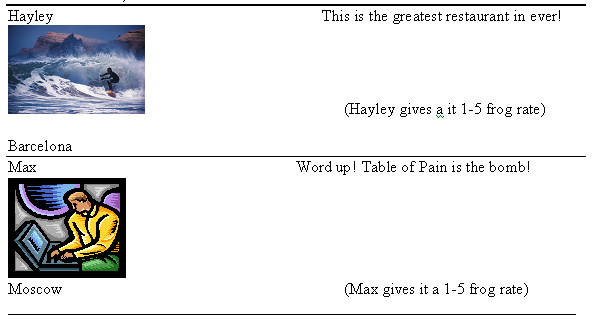 Hayley This is the greatest restaurant in ever!
(Hayley gives a it 1-5 frog rate)
Barcelona
Max Word up! Table of Pain is the bomb!
Moscow (Max gives it a 1-5 frog rate)